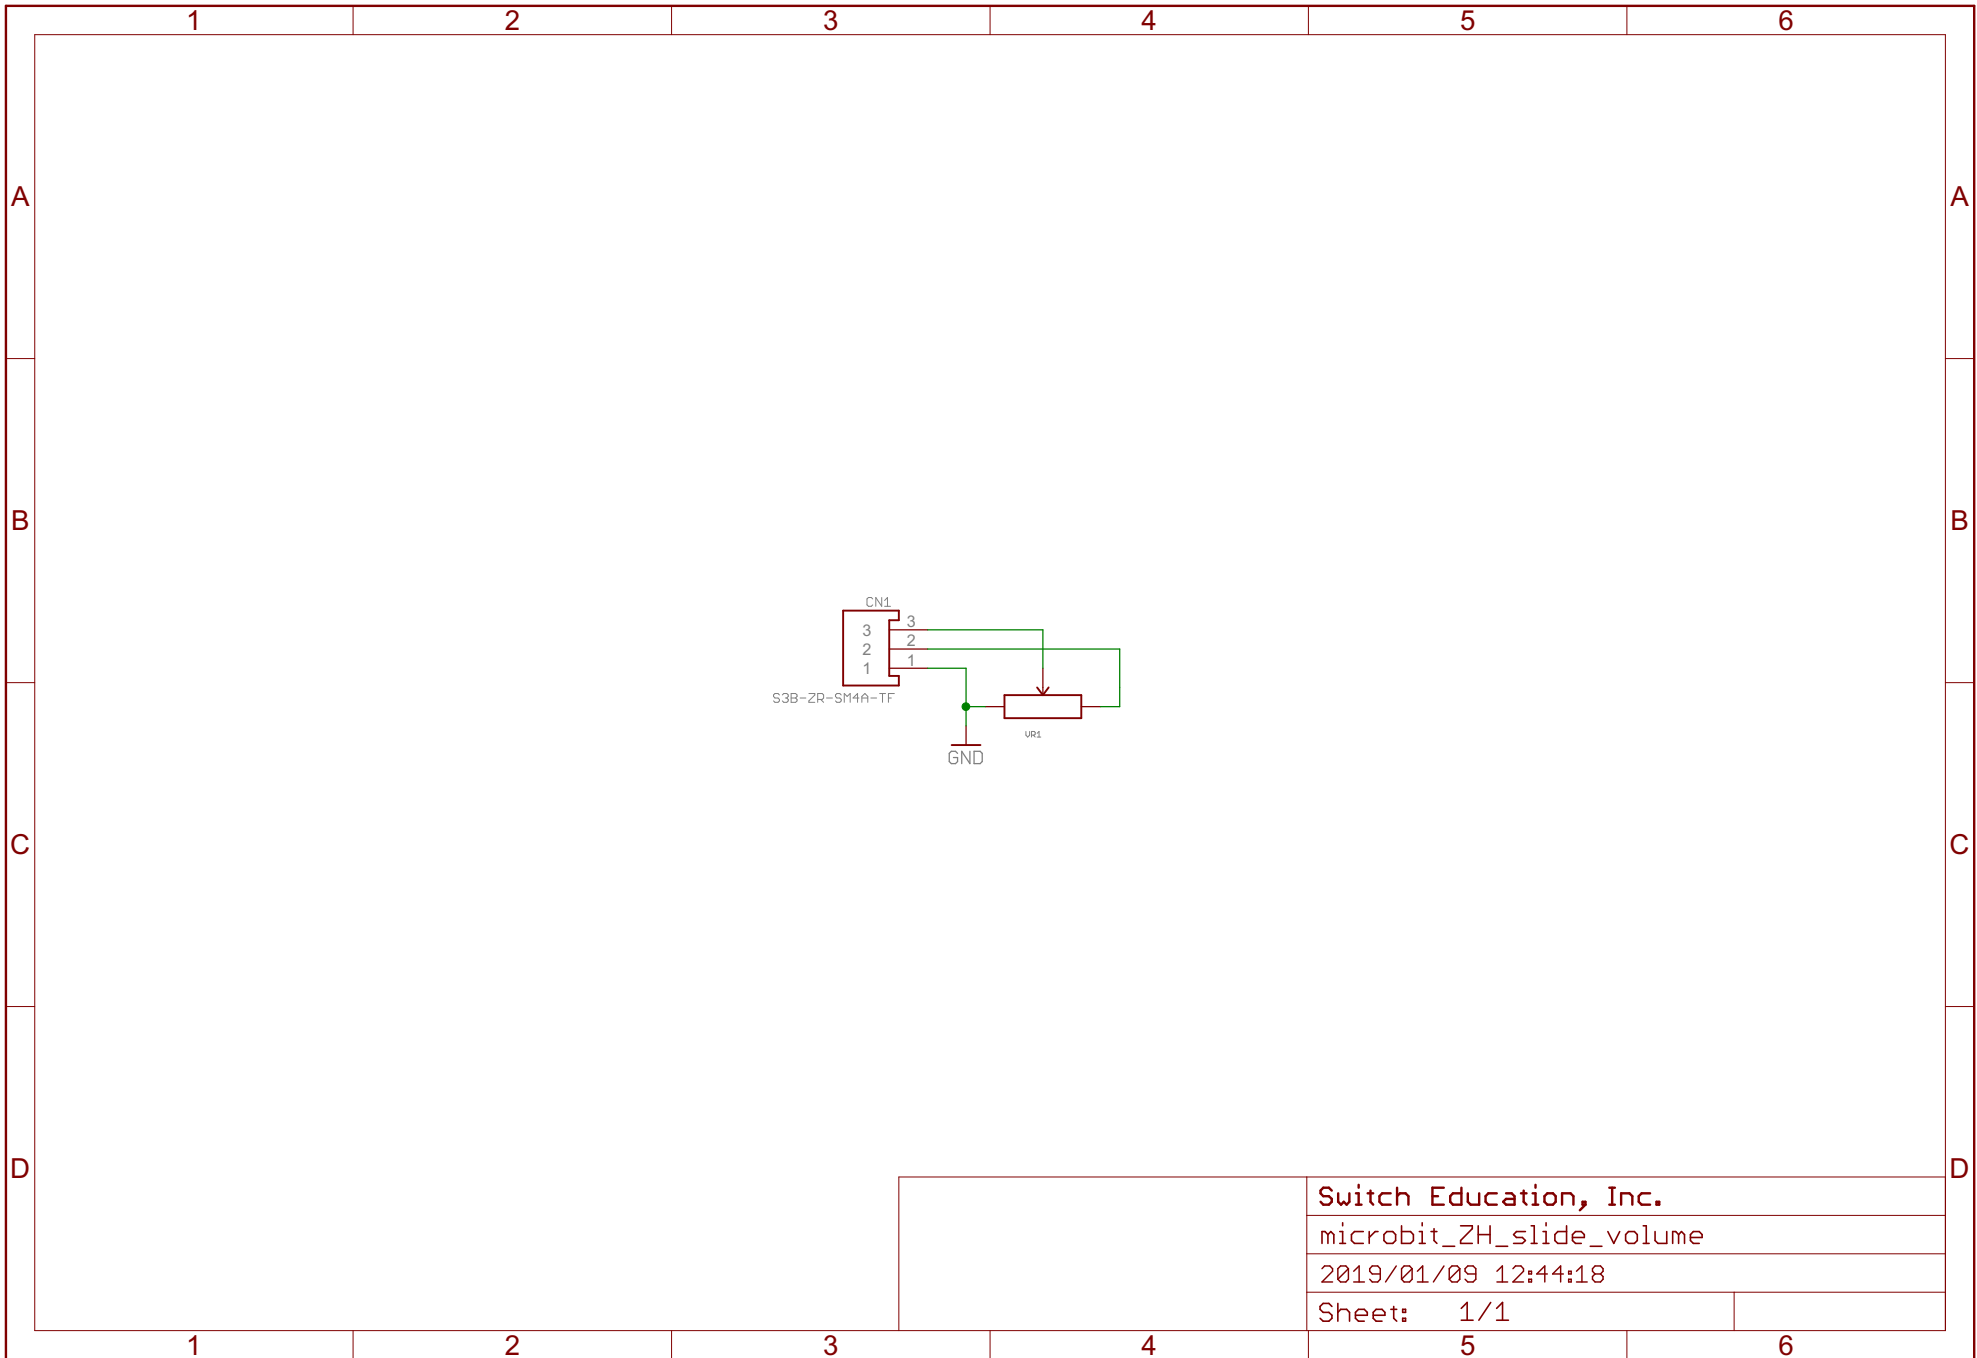 1 2 3 4 5 6
A A
B B
CN1
3 3
2 2
1 1
S3B-ZR-SM4A-TF
VR1
GND
C C
D D
Switch Education, Inc.
microbit_ZH_slide_volume
2019/01/09 12:44:18
Sheet: 1/1
1 2 3 4 5 6